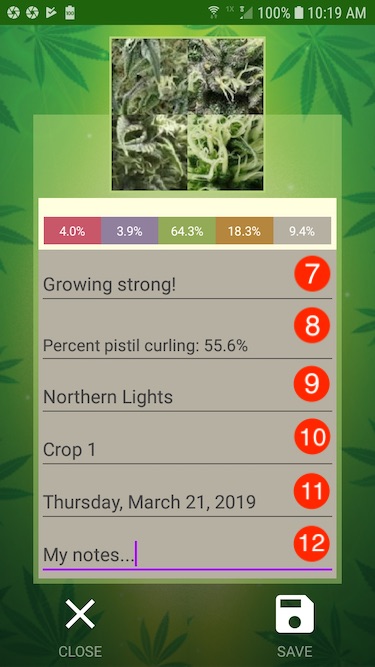 1X 100% 10:19 AM
4.0% 3.9% 64.3% 18.3% 9.4%
Growing strong! 7
Percent pistil curling: 55.6% 8
Northern Lights 9
Crop 1 10
Thursday, March 21, 2019 11
My notes... 12
CLOSE SAVE